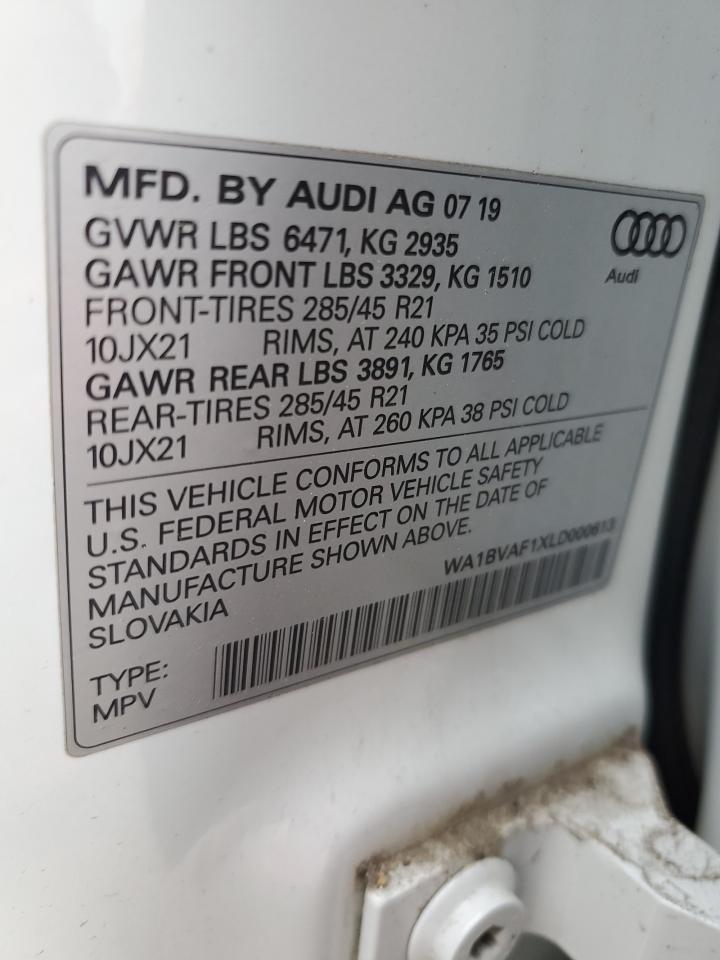 MFD. BY AUDI AG 07 19
GVWR LBS 6471, KG 2935
GAWR FRONT LBS 3329, KG 1510
FRONT-TIRES 285/45 R21
10JX21 RIMS, AT 240 KPA 35 PSI COLD
GAWR REAR LBS 3891, KG 1765
REAR-TIRES 285/45 R21
10JX21 RIMS, AT 260 KPA 38 PSI COLD
Audi
THIS VEHICLE CONFORMS TO ALL APPLICABLE
U.S. FEDERAL MOTOR VEHICLE SAFETY
STANDARDS IN EFFECT ON THE DATE OF
MANUFACTURE SHOWN ABOVE.
SLOVAKIA
WA1BVAF1XLD000613
TYPE:
MPV